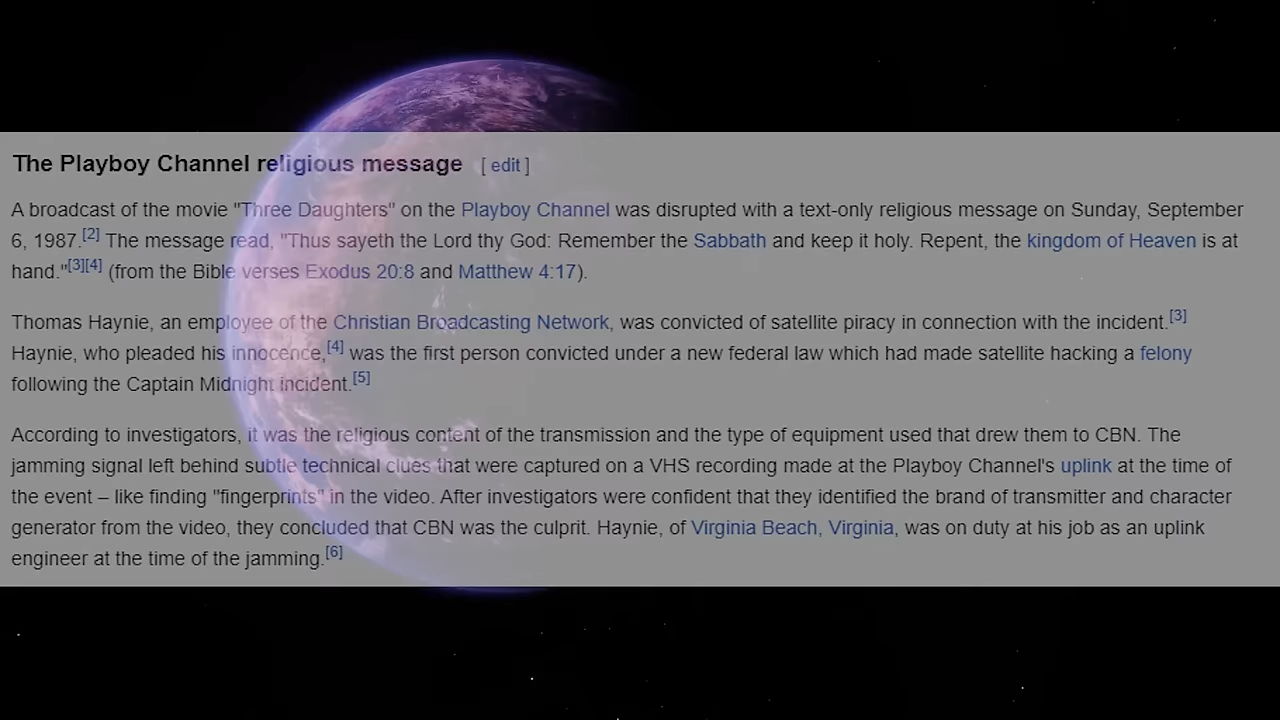 The Playboy Channel religious message [ edit ]
A broadcast of the movie "Three Daughters" on the Playboy Channel was disrupted with a text-only religious message on Sunday, September
6, 1987.[2] The message read, "Thus sayeth the Lord thy God: Remember the Sabbath and keep it holy. Repent, the kingdom of Heaven is at
hand."[3][4] (from the Bible verses Exodus 20:8 and Matthew 4:17).
Thomas Haynie, an employee of the Christian Broadcasting Network, was convicted of satellite piracy in connection with the incident.[3]
Haynie, who pleaded his innocence,[4] was the first person convicted under a new federal law which had made satellite hacking a felony
following the Captain Midnight incident.[5]
According to investigators, it was the religious content of the transmission and the type of equipment used that drew them to CBN. The
jamming signal left behind subtle technical clues that were captured on a VHS recording made at the Playboy Channel's uplink at the time of
the event – like finding "fingerprints" in the video. After investigators were confident that they identified the brand of transmitter and character
generator from the video, they concluded that CBN was the culprit. Haynie, of Virginia Beach, Virginia, was on duty at his job as an uplink
engineer at the time of the jamming.[6]